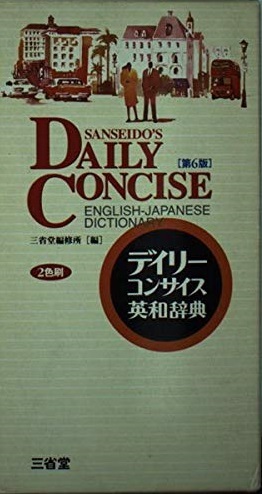 SANSEIDO'S
DAILY
[第6版]
CONCISE
ENGLISH-JAPANESE
DICTIONARY
三省堂編修所 [編]
2色刷
デイリー
コンサイス
英和辞典
三省堂